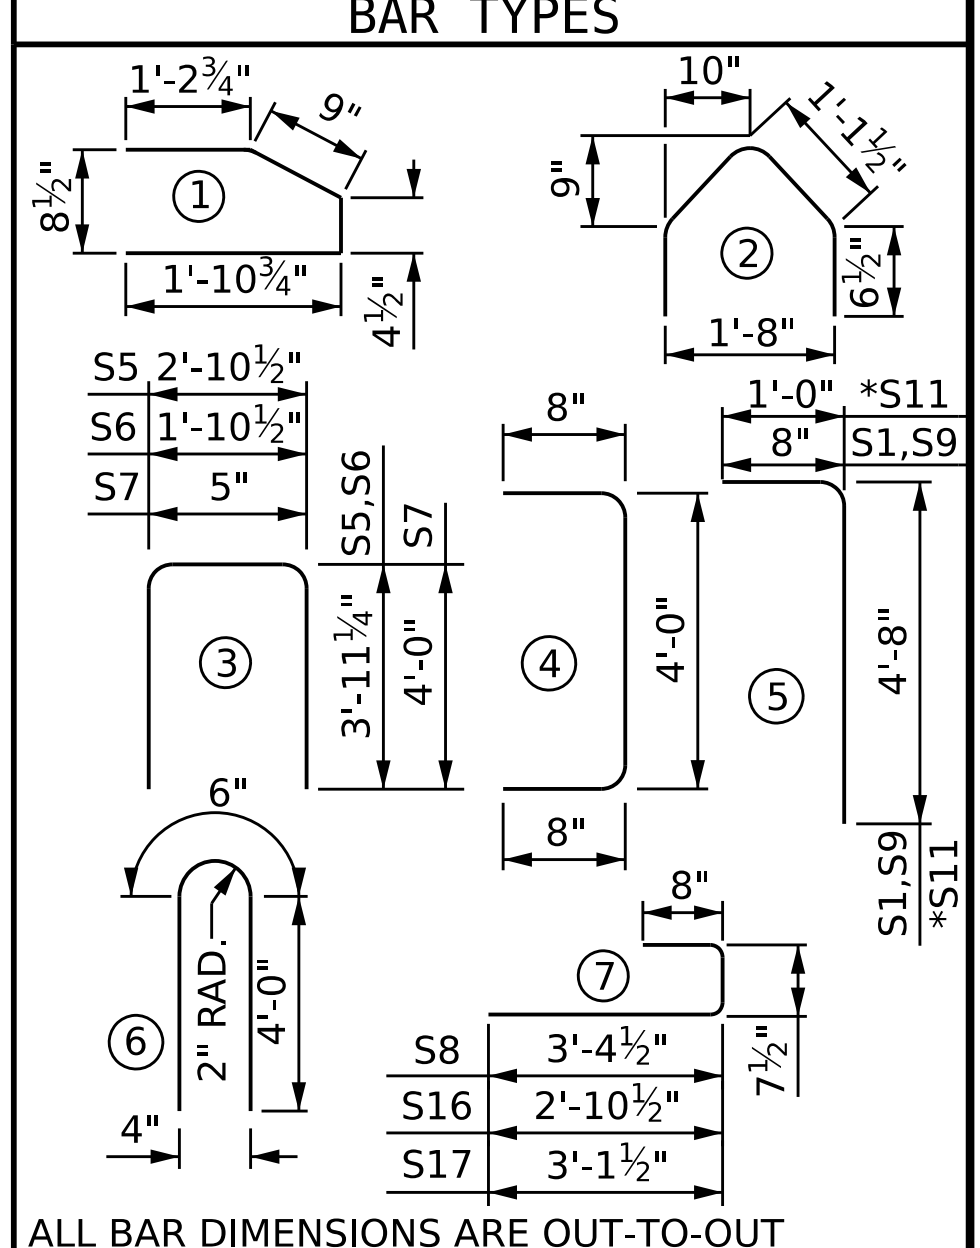 BAR TYPES
1'-2¾"
9"
8½"
1
1'-10¾"
4½"
10"
1'-1½"
9"
2
6½"
1'-8"
S5 2'-10½"
S6 1'-10½"
S7 5"
S5,S6
S7
3
3'-11¼"
4'-0"
8"
4
4'-0"
8"
1'-0" *S11
8" S1,S9
5
4'-8"
S1,S9
*S11
6"
2" RAD.
4'-0"
6
4"
8"
7
7½"
S8 3'-4½"
S16 2'-10½"
S17 3'-1½"
ALL BAR DIMENSIONS ARE OUT-TO-OUT